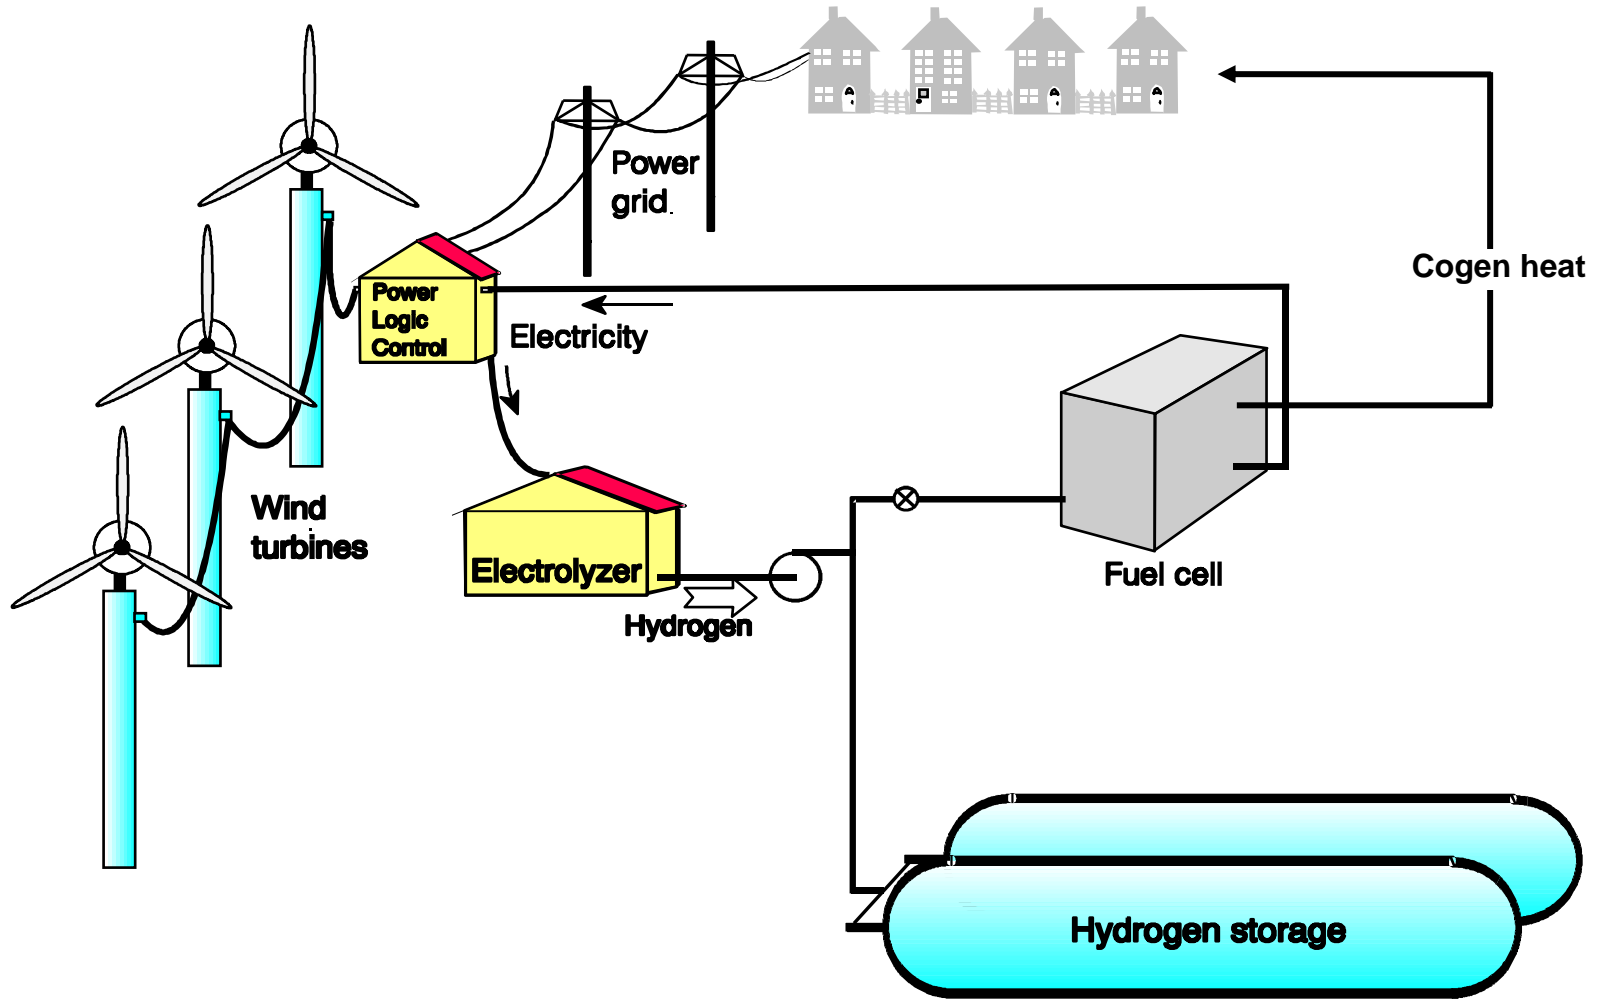 Power
grid
Cogen heat
Power
Logic
Control
Electricity
Wind
turbines
Electrolyzer
Fuel cell
Hydrogen
Hydrogen storage